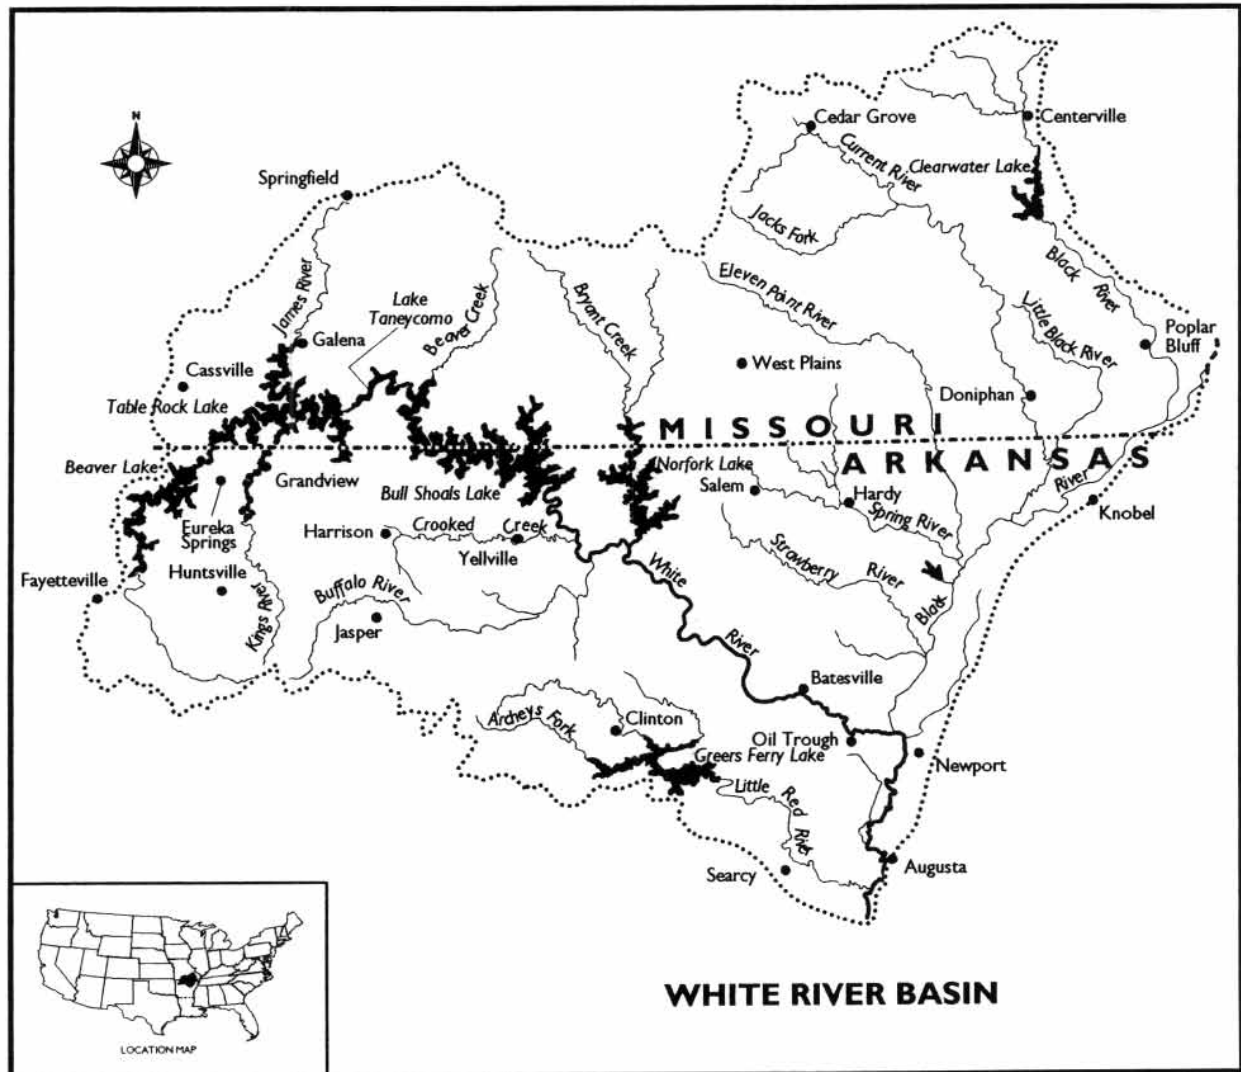 N
Cedar Grove
Centerville
Current River
Clearwater Lake
Springfield
Jacks Fork
Black River
Eleven Point River
James River
Lake
Taneycomo
Beaver Creek
Bryant Creek
Little Black River
Galena
Poplar
Bluff
West Plains
Cassville
Doniphan
Table Rock Lake
MISSOURI
ARKANSAS
Beaver Lake
Norfork Lake
Grandview
Bull Shoals Lake
Salem
Hardy
River
Knobel
Eureka
Springs
Harrison
Crooked Creek
Spring River
Yellville
Strawberry River
White River
Fayetteville
Huntsville
Buffalo River
Black
Kings River
Jasper
Batesville
Archeys Fork
Clinton
Oil Trough
Greers Ferry Lake
Newport
Little Red River
Searcy
Augusta
WHITE RIVER BASIN
LOCATION MAP